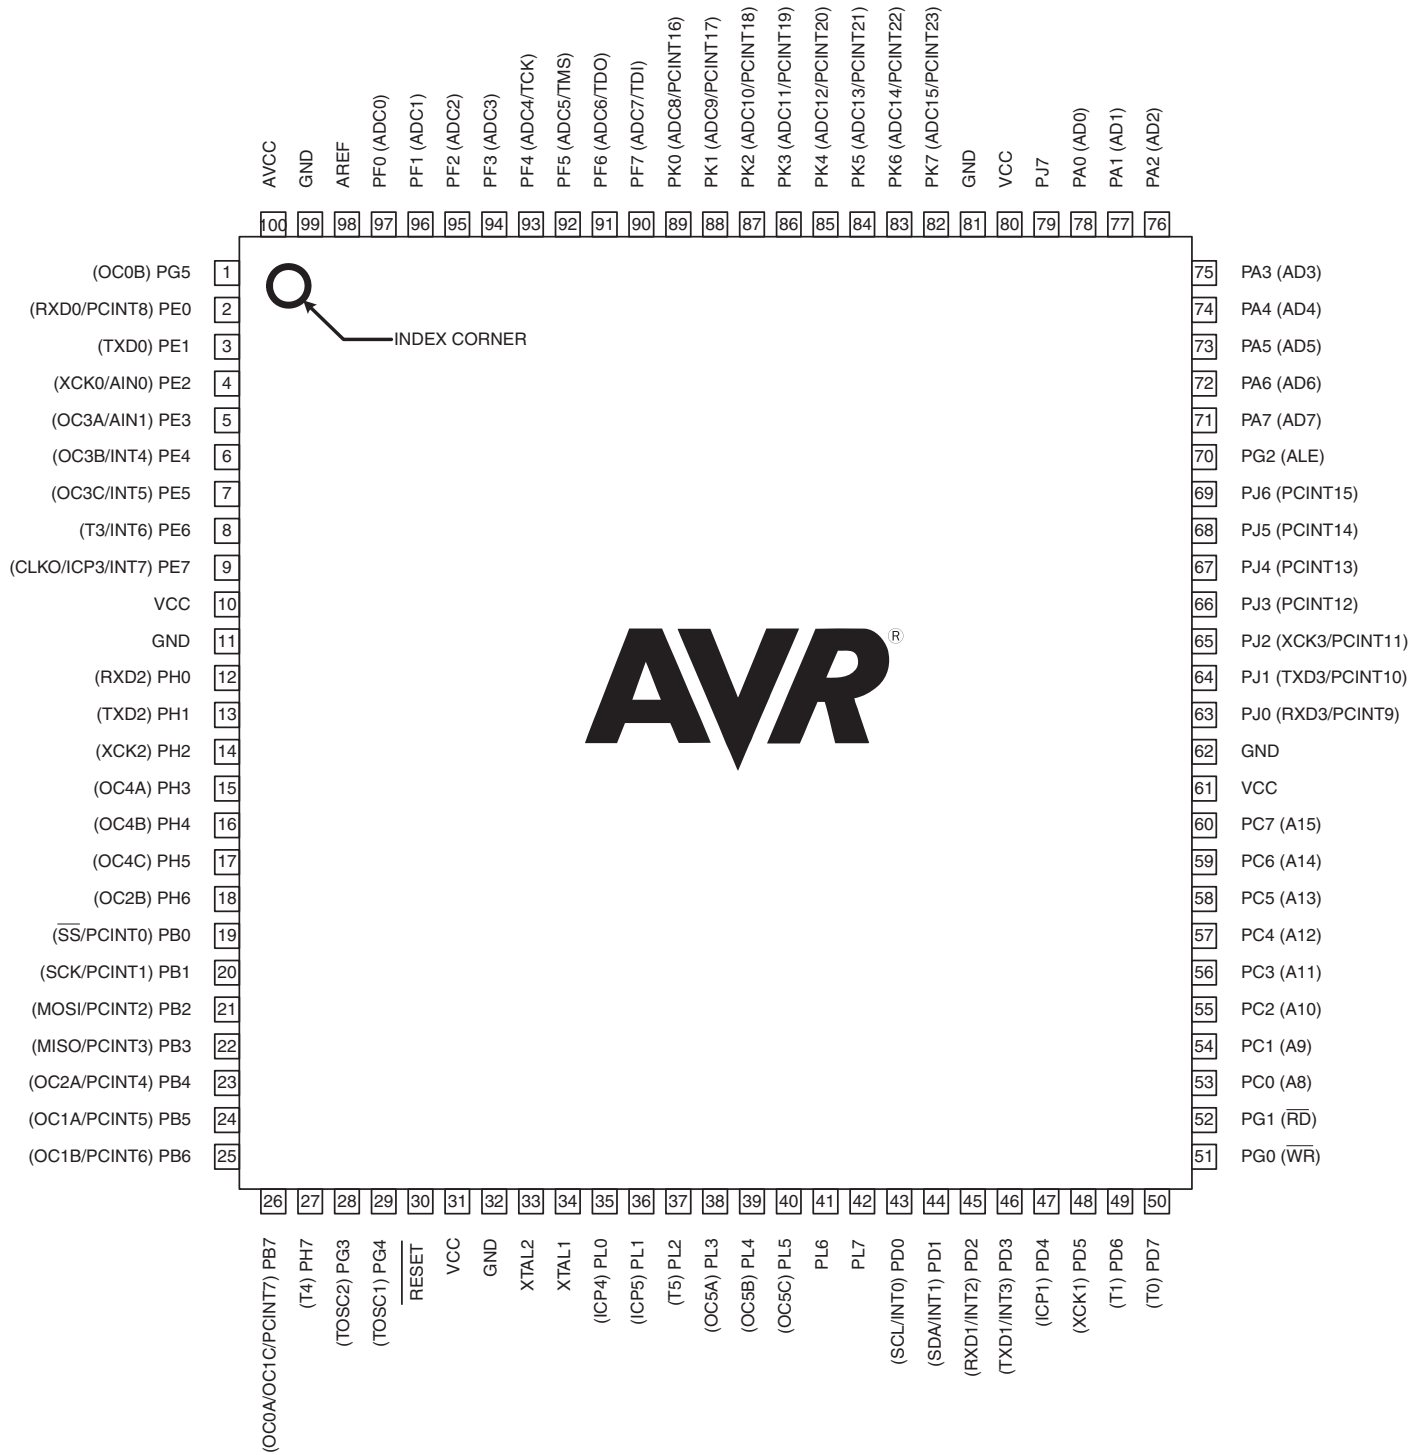 AVCC
GND
AREF
PF0 (ADC0)
PF1 (ADC1)
PF2 (ADC2)
PF3 (ADC3)
PF4 (ADC4/TCK)
PF5 (ADC5/TMS)
PF6 (ADC6/TDO)
PF7 (ADC7/TDI)
PK0 (ADC8/PCINT16)
PK1 (ADC9/PCINT17)
PK2 (ADC10/PCINT18)
PK3 (ADC11/PCINT19)
PK4 (ADC12/PCINT20)
PK5 (ADC13/PCINT21)
PK6 (ADC14/PCINT22)
PK7 (ADC15/PCINT23)
GND
VCC
PJ7
PA0 (AD0)
PA1 (AD1)
PA2 (AD2)
100 99 98 97 96 95 94 93 92 91 90 89 88 87 86 85 84 83 82 81 80 79 78 77 76
(OC0B) PG5 1
(RXD0/PCINT8) PE0 2
(TXD0) PE1 3
(XCK0/AIN0) PE2 4
(OC3A/AIN1) PE3 5
(OC3B/INT4) PE4 6
(OC3C/INT5) PE5 7
(T3/INT6) PE6 8
(CLKO/ICP3/INT7) PE7 9
VCC 10
GND 11
(RXD2) PH0 12
(TXD2) PH1 13
(XCK2) PH2 14
(OC4A) PH3 15
(OC4B) PH4 16
(OC4C) PH5 17
(OC2B) PH6 18
(SS/PCINT0) PB0 19
(SCK/PCINT1) PB1 20
(MOSI/PCINT2) PB2 21
(MISO/PCINT3) PB3 22
(OC2A/PCINT4) PB4 23
(OC1A/PCINT5) PB5 24
(OC1B/PCINT6) PB6 25
INDEX CORNER
AVR®
75 PA3 (AD3)
74 PA4 (AD4)
73 PA5 (AD5)
72 PA6 (AD6)
71 PA7 (AD7)
70 PG2 (ALE)
69 PJ6 (PCINT15)
68 PJ5 (PCINT14)
67 PJ4 (PCINT13)
66 PJ3 (PCINT12)
65 PJ2 (XCK3/PCINT11)
64 PJ1 (TXD3/PCINT10)
63 PJ0 (RXD3/PCINT9)
62 GND
61 VCC
60 PC7 (A15)
59 PC6 (A14)
58 PC5 (A13)
57 PC4 (A12)
56 PC3 (A11)
55 PC2 (A10)
54 PC1 (A9)
53 PC0 (A8)
52 PG1 (RD)
51 PG0 (WR)
26 27 28 29 30 31 32 33 34 35 36 37 38 39 40 41 42 43 44 45 46 47 48 49 50
(OC0A/OC1C/PCINT7) PB7
(T4) PH7
(TOSC2) PG3
(TOSC1) PG4
RESET
VCC
GND
XTAL2
XTAL1
(ICP4) PL0
(ICP5) PL1
(T5) PL2
(OC5A) PL3
(OC5B) PL4
(OC5C) PL5
PL6
PL7
(SCL/INT0) PD0
(SDA/INT1) PD1
(RXD1/INT2) PD2
(TXD1/INT3) PD3
(ICP1) PD4
(XCK1) PD5
(T1) PD6
(T0) PD7